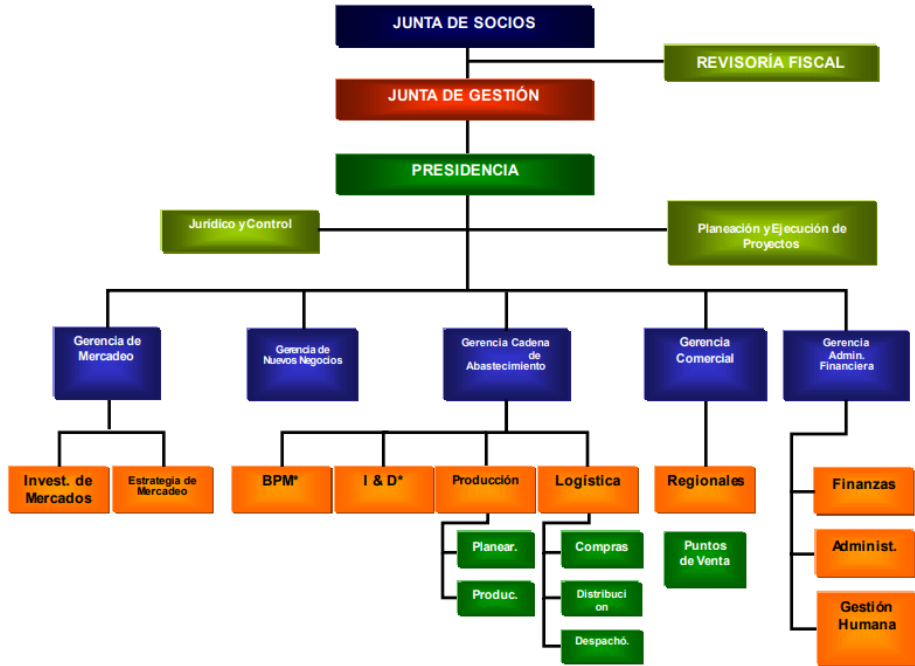 JUNTA DE SOCIOS
REVISORÍA FISCAL
JUNTA DE GESTIÓN
PRESIDENCIA
Jurídico y Control
Planeación y Ejecución de
Proyectos
Gerencia de
Mercadeo
Gerencia de
Nuevos Negocios
Gerencia Cadena
de
Abastecimiento
Gerencia
Comercial
Gerencia
Admin.
Financiera
Invest. de
Mercados
Estrategia de
Mercadeo
BPM*
I & D*
Producción
Logística
Regionales
Finanzas
Planear.
Compras
Puntos
de Venta
Administ.
Produc.
Distribuci
on
Gestión
Humana
Despachó.